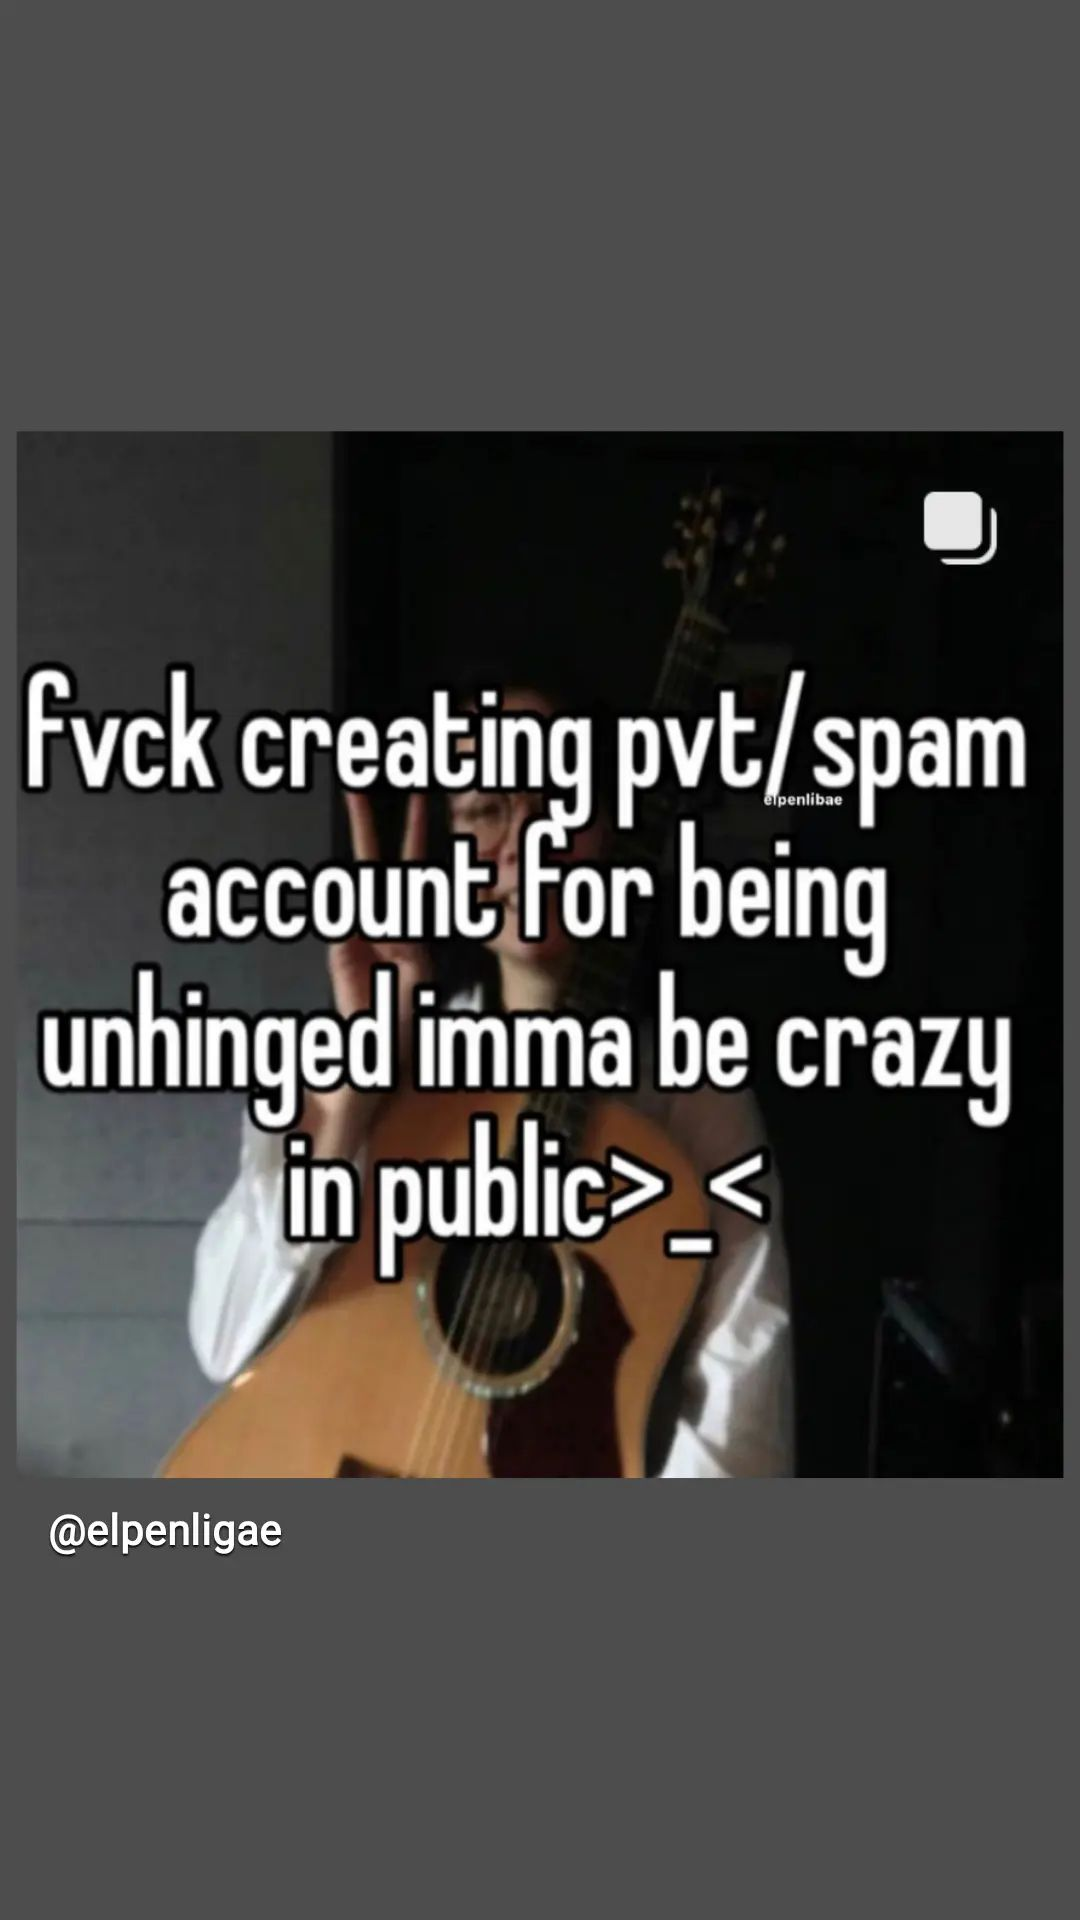 fvck creating pvt/spam
elpenlibae
account for being
unhinged imma be crazy
in public>_<
@elpenligae